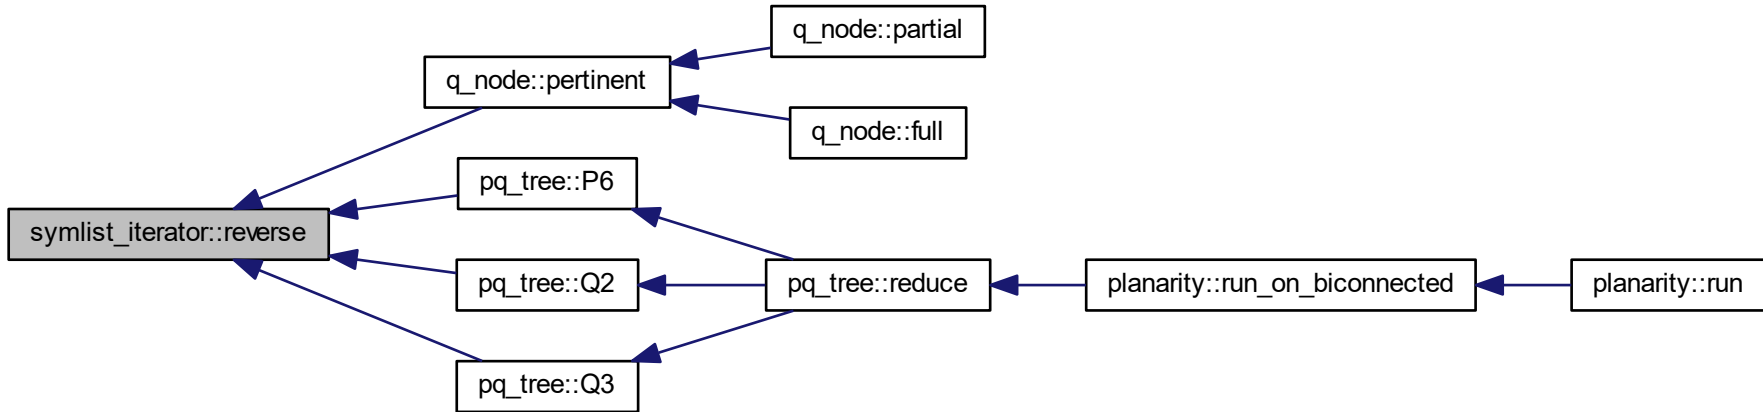 q_node::partial
q_node::pertinent
q_node::full
pq_tree::P6
symlist_iterator::reverse
pq_tree::Q2
pq_tree::reduce
planarity::run_on_biconnected
planarity::run
pq_tree::Q3